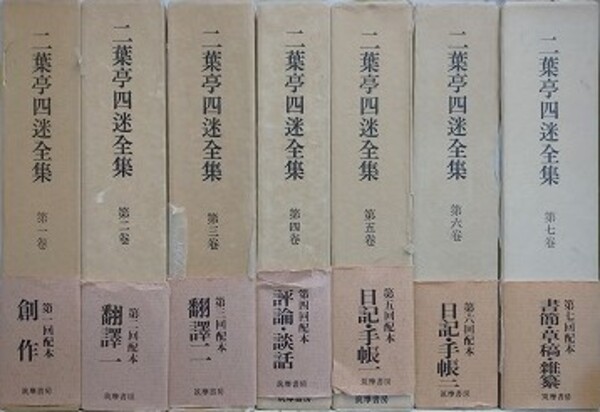 二葉亭四迷全集
第一卷
第一回配本
創作
筑摩書房
二葉亭四迷全集
第二卷
第二回配本
翻譯一
筑摩書房
二葉亭四迷全集
第三卷
第三回配本
翻譯二
筑摩書房
二葉亭四迷全集
第四卷
第四回配本
評論・談話
筑摩書房
二葉亭四迷全集
第五卷
第五回配本
日記・手帳一
筑摩書房
二葉亭四迷全集
第六卷
第六回配本
日記・手帳二
筑摩書房
二葉亭四迷全集
第七卷
第七回配本
書簡・草稿・雜纂
筑摩書房